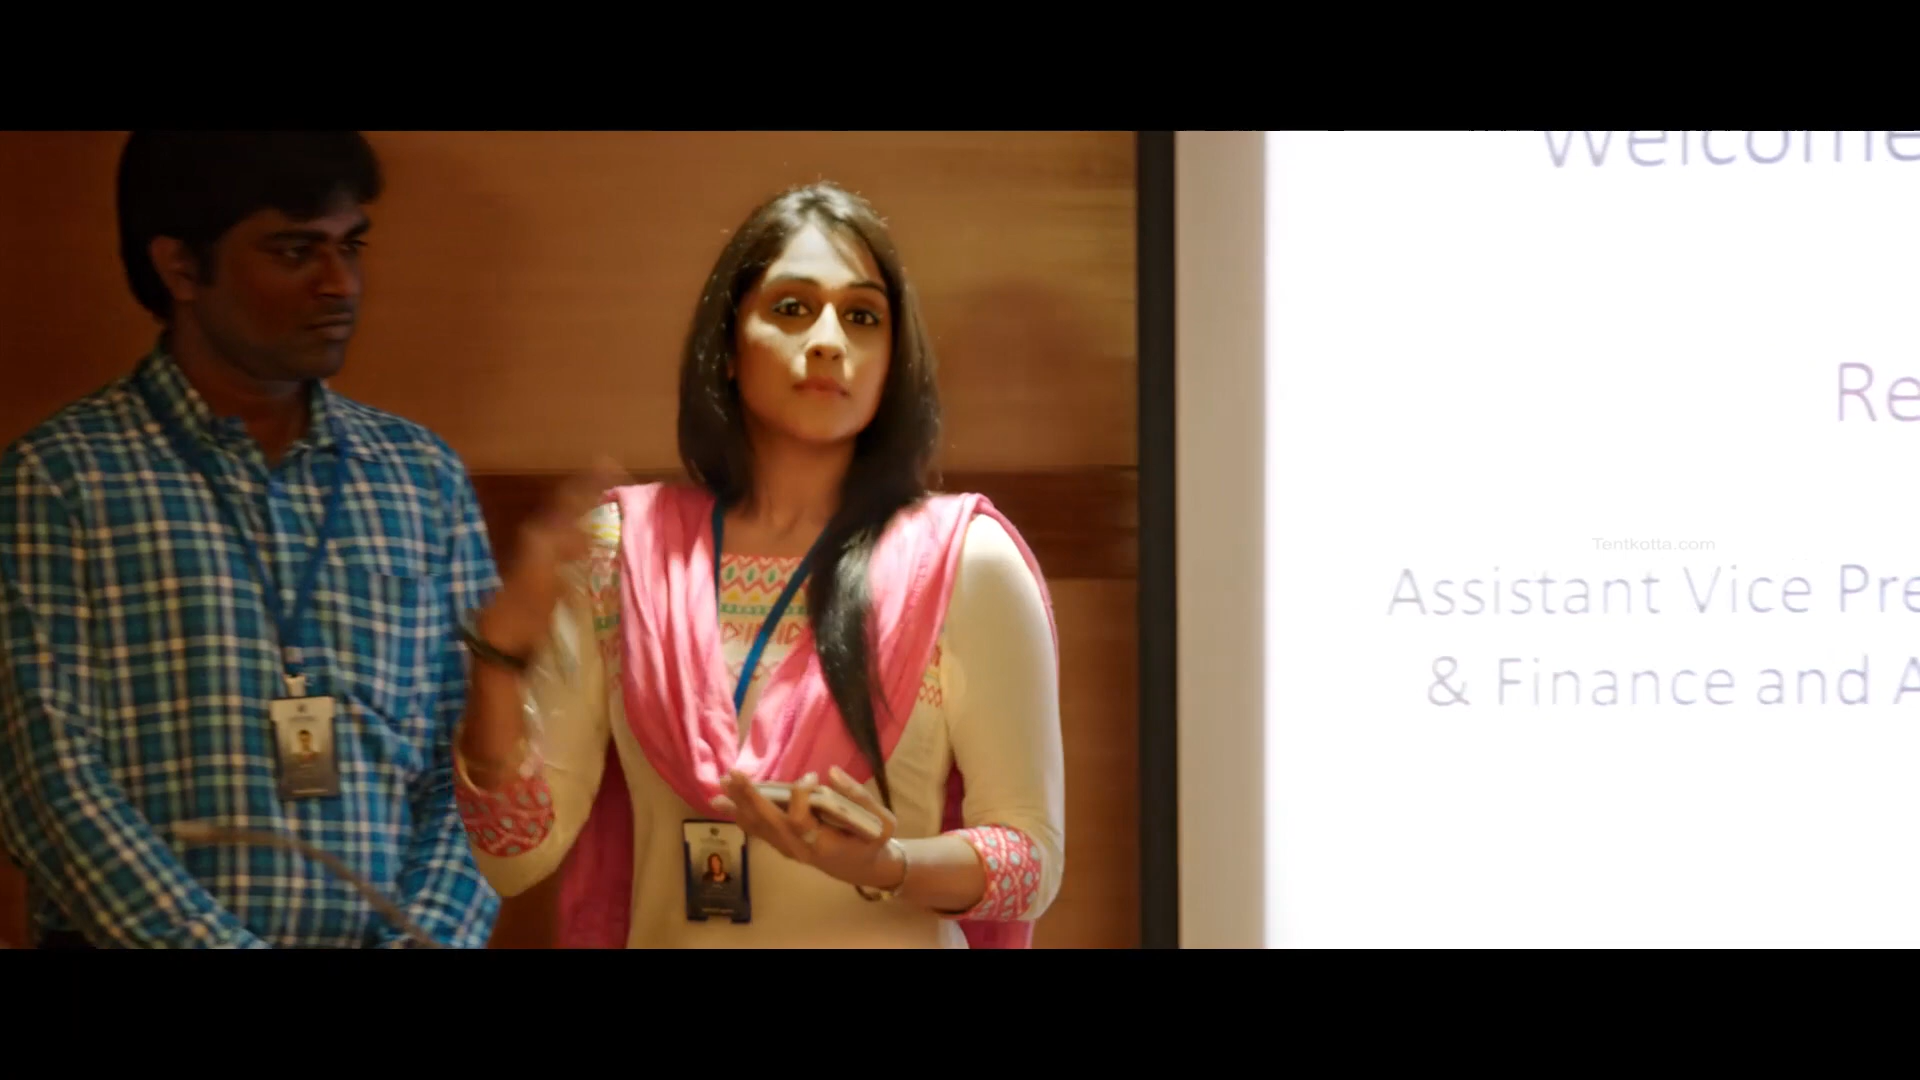 Welcome
Re
Tentkotta.com
Assistant Vice Pre
& Finance and A